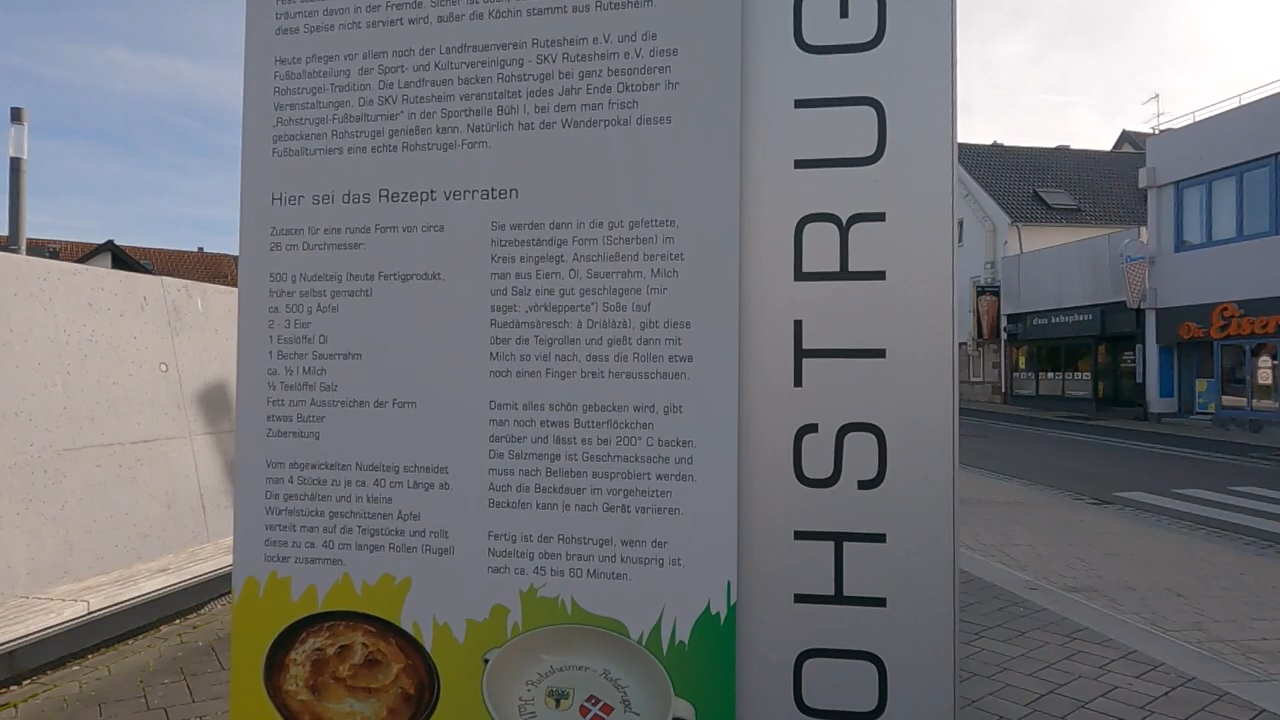 träumten davon in der Fremde. Sicher ist
diese Speise nicht serviert wird, außer die Köchin stammt aus Rutesheim.
Heute pflegen vor allem noch der Landfrauenverein Rutesheim e.V. und die
Fußballabteilung der Sport- und Kulturvereinigung - SKV Rutesheim e.V. diese
Rohstrugel-Tradition. Die Landfrauen backen Rohstrugel bei ganz besonderen
Veranstaltungen. Die SKV Rutesheim veranstaltet jedes Jahr Ende Oktober ihr
„Rohstrugel-Fußballturnier" in der Sporthalle Bühl I, bei dem man frisch
gebackenen Rohstrugel genießen kann. Natürlich hat der Wanderpokal dieses
Fußballturniers eine echte Rohstrugel-Form.
Hier sei das Rezept verraten
Zutaten für eine runde Form von circa
26 cm Durchmesser:
500 g Nudelteig (heute Fertigprodukt,
früher selbst gemacht)
ca. 500 g Äpfel
2 - 3 Eier
1 Esslöffel Öl
1 Becher Sauerrahm
ca. ½ l Milch
½ Teelöffel Salz
Fett zum Ausstreichen der Form
etwas Butter
Zubereitung
Vom abgewickelten Nudelteig schneidet
man 4 Stücke zu je ca. 40 cm Länge ab.
Die geschälten und in kleine
Würfelstücke geschnittenen Äpfel
verteilt man auf die Teigstücke und rollt
diese zu ca. 40 cm langen Rollen (Rugel)
locker zusammen.
Sie werden dann in die gut gefettete,
hitzebeständige Form (Scherben) im
Kreis eingelegt. Anschließend bereitet
man aus Eiern, Öl, Sauerrahm, Milch
und Salz eine gut geschlagene (mir
saget: „vòrklepperte") Soße (auf
Ruedàmsàresch: à Driàlàzà), gibt diese
über die Teigrollen und gießt dann mit
Milch so viel nach, dass die Rollen etwa
noch einen Finger breit herausschauen.
Damit alles schön gebacken wird, gibt
man noch etwas Butterflöckchen
darüber und lässt es bei 200° C backen.
Die Salzmenge ist Geschmacksache und
muss nach Belieben ausprobiert werden.
Auch die Backdauer im vorgeheizten
Backofen kann je nach Gerät variieren.
Fertig ist der Rohstrugel, wenn der
Nudelteig oben braun und knusprig ist,
nach ca. 45 bis 60 Minuten.
Rutesheimer - Rohstrugel
OHSTRUG
dass kebaphaus
Die Eiser